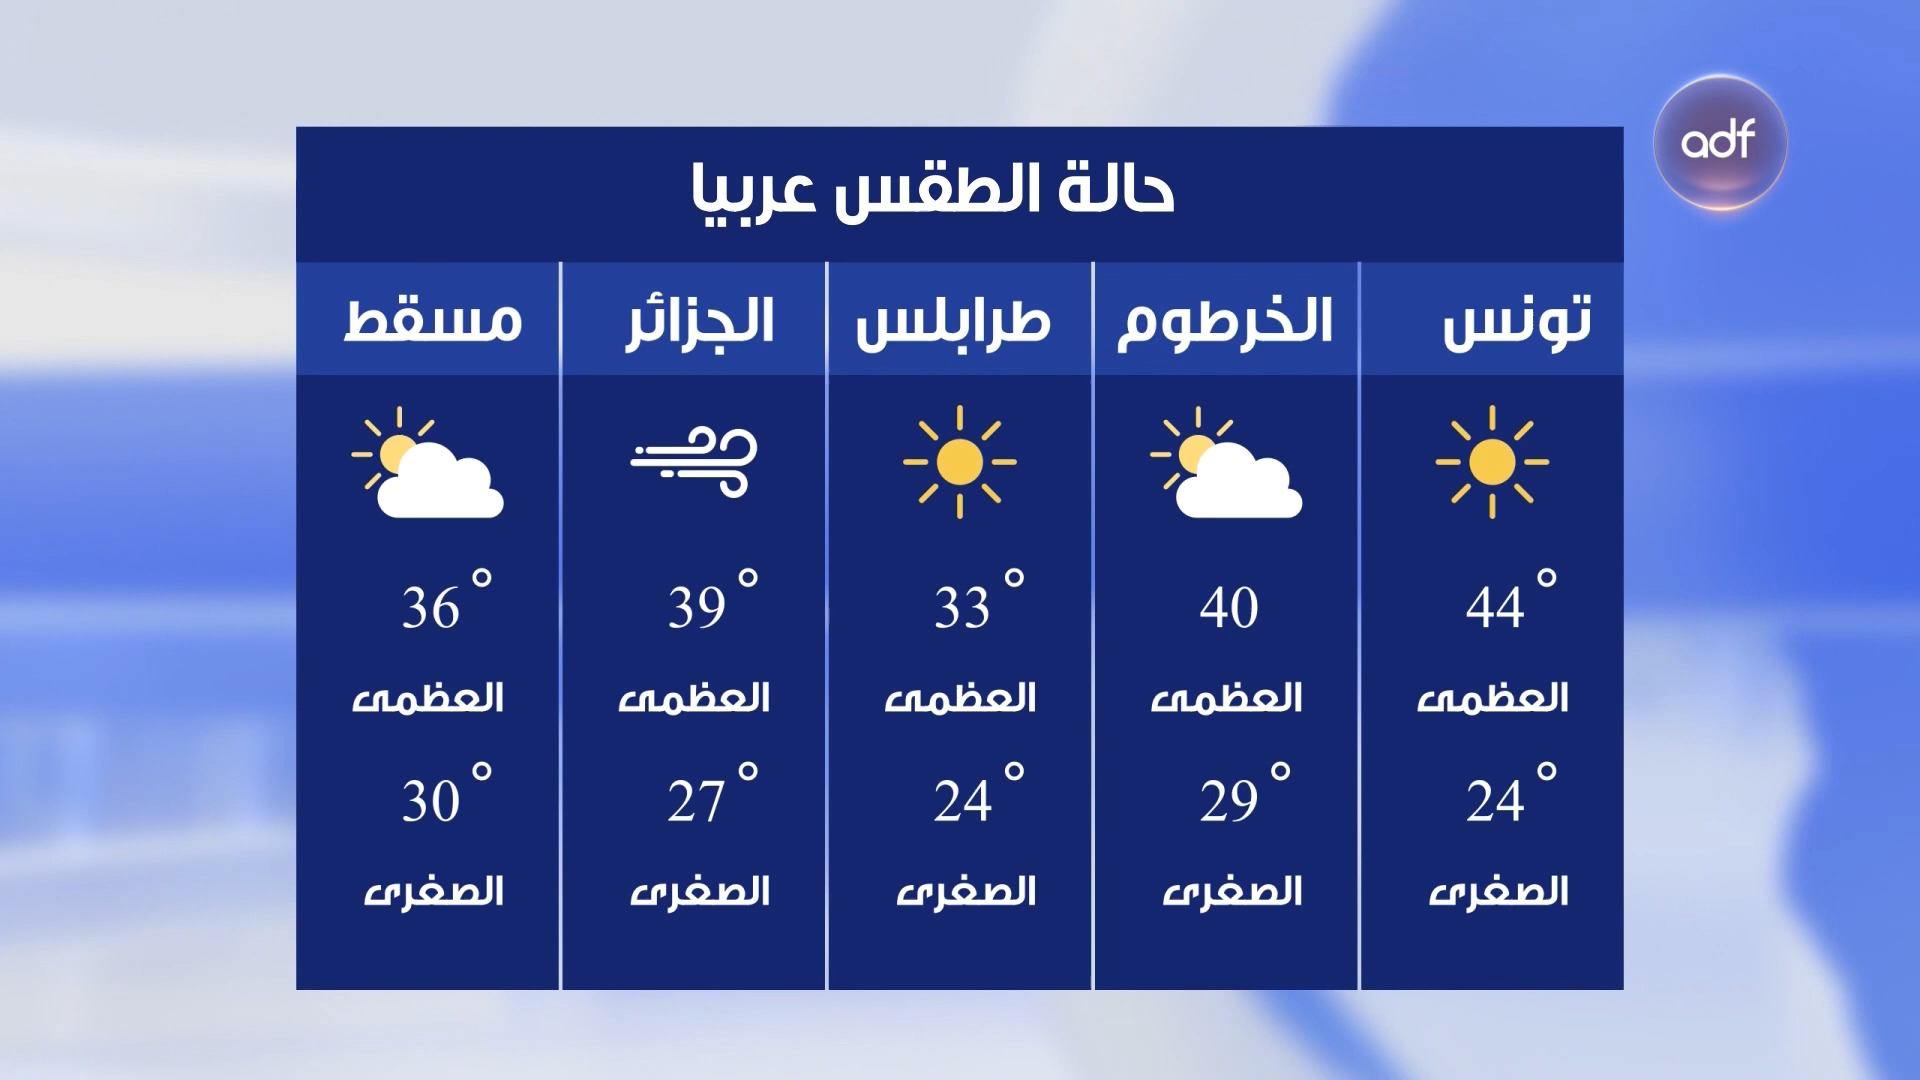 adf
حالة الطقس عربيا
تونس الخرطوم طرابلس الجزائر مسقط
44° 40 33° 39° 36°
العظمى العظمى العظمى العظمى العظمى
24° 29° 24° 27° 30°
الصغرى الصغرى الصغرى الصغرى الصغرى